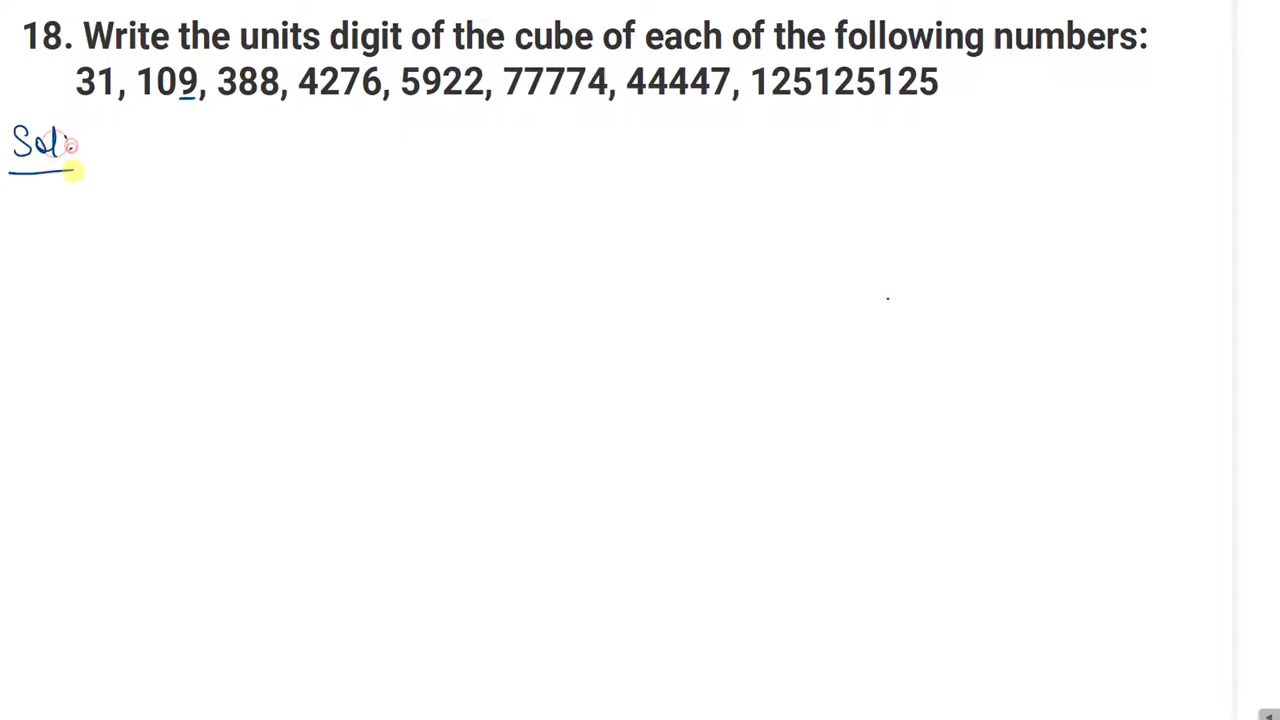 18. Write the units digit of the cube of each of the following numbers:
31, 109, 388, 4276, 5922, 77774, 44447, 125125125
Sol: